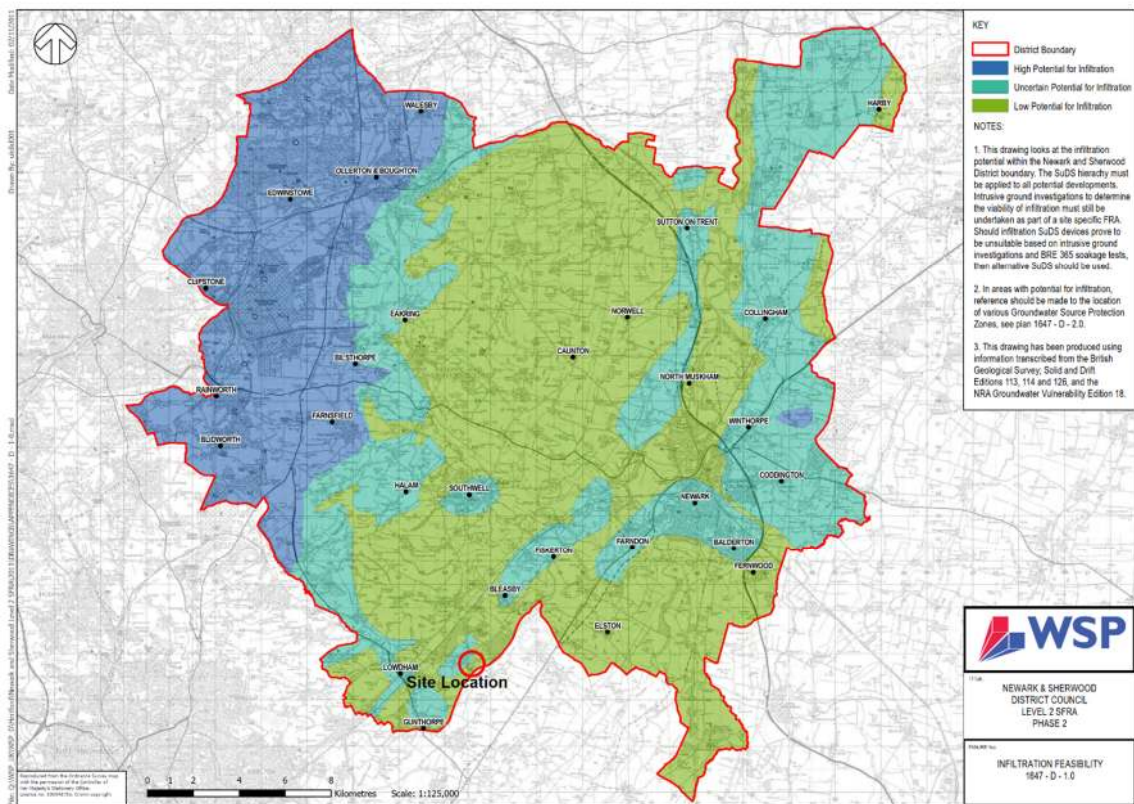 KEY
District Boundary
High Potential for Infiltration
Uncertain Potential for Infiltration
Low Potential for Infiltration
NOTES:
1. This drawing looks at the infiltration
potential within the Newark and Sherwood
District boundary. The SuDS hierachy must
be applied to all potential developments.
Intrusive ground investigations to determine
the viability of infiltration must still be
undertaken as part of a site specific FRA.
Should infiltration SuDS devices prove to
be unsuitable based on intrusive ground
investigations and BRE 365 soakage tests,
then alternative SuDS should be used.
2. In areas with potential for infiltration,
reference should be made to the location
of various Groundwater Source Protection
Zones, see plan 1647 - D - 2.0.
3. This drawing has been produced using
information transcribed from the British
Geological Survey; Solid and Drift
Editions 113, 114 and 126, and the
NRA Groundwater Vulnerability Edition 18.
WALESBY
HARBY
OLLERTON & BOUGHTON
EDWINSTOWE
SUTTON ON TRENT
CLIPSTONE
EAKRING
NORWELL
COLLINGHAM
BILSTHORPE
CAUNTON
NORTH MUSKHAM
RAINWORTH
FARNSFIELD
WINTHORPE
BLIDWORTH
HALAM
SOUTHWELL
CODDINGTON
NEWARK
FARNDON
BALDERTON
FISKERTON
FERNWOOD
BLEASBY
ELSTON
LOWDHAM
Site Location
GUNTHORPE
WSP
NEWARK & SHERWOOD
DISTRICT COUNCIL
LEVEL 2 SFRA
PHASE 2
INFILTRATION FEASIBILITY
1647 - D - 1.0
0 1 2 4 6 8
Kilometres Scale: 1:125,000